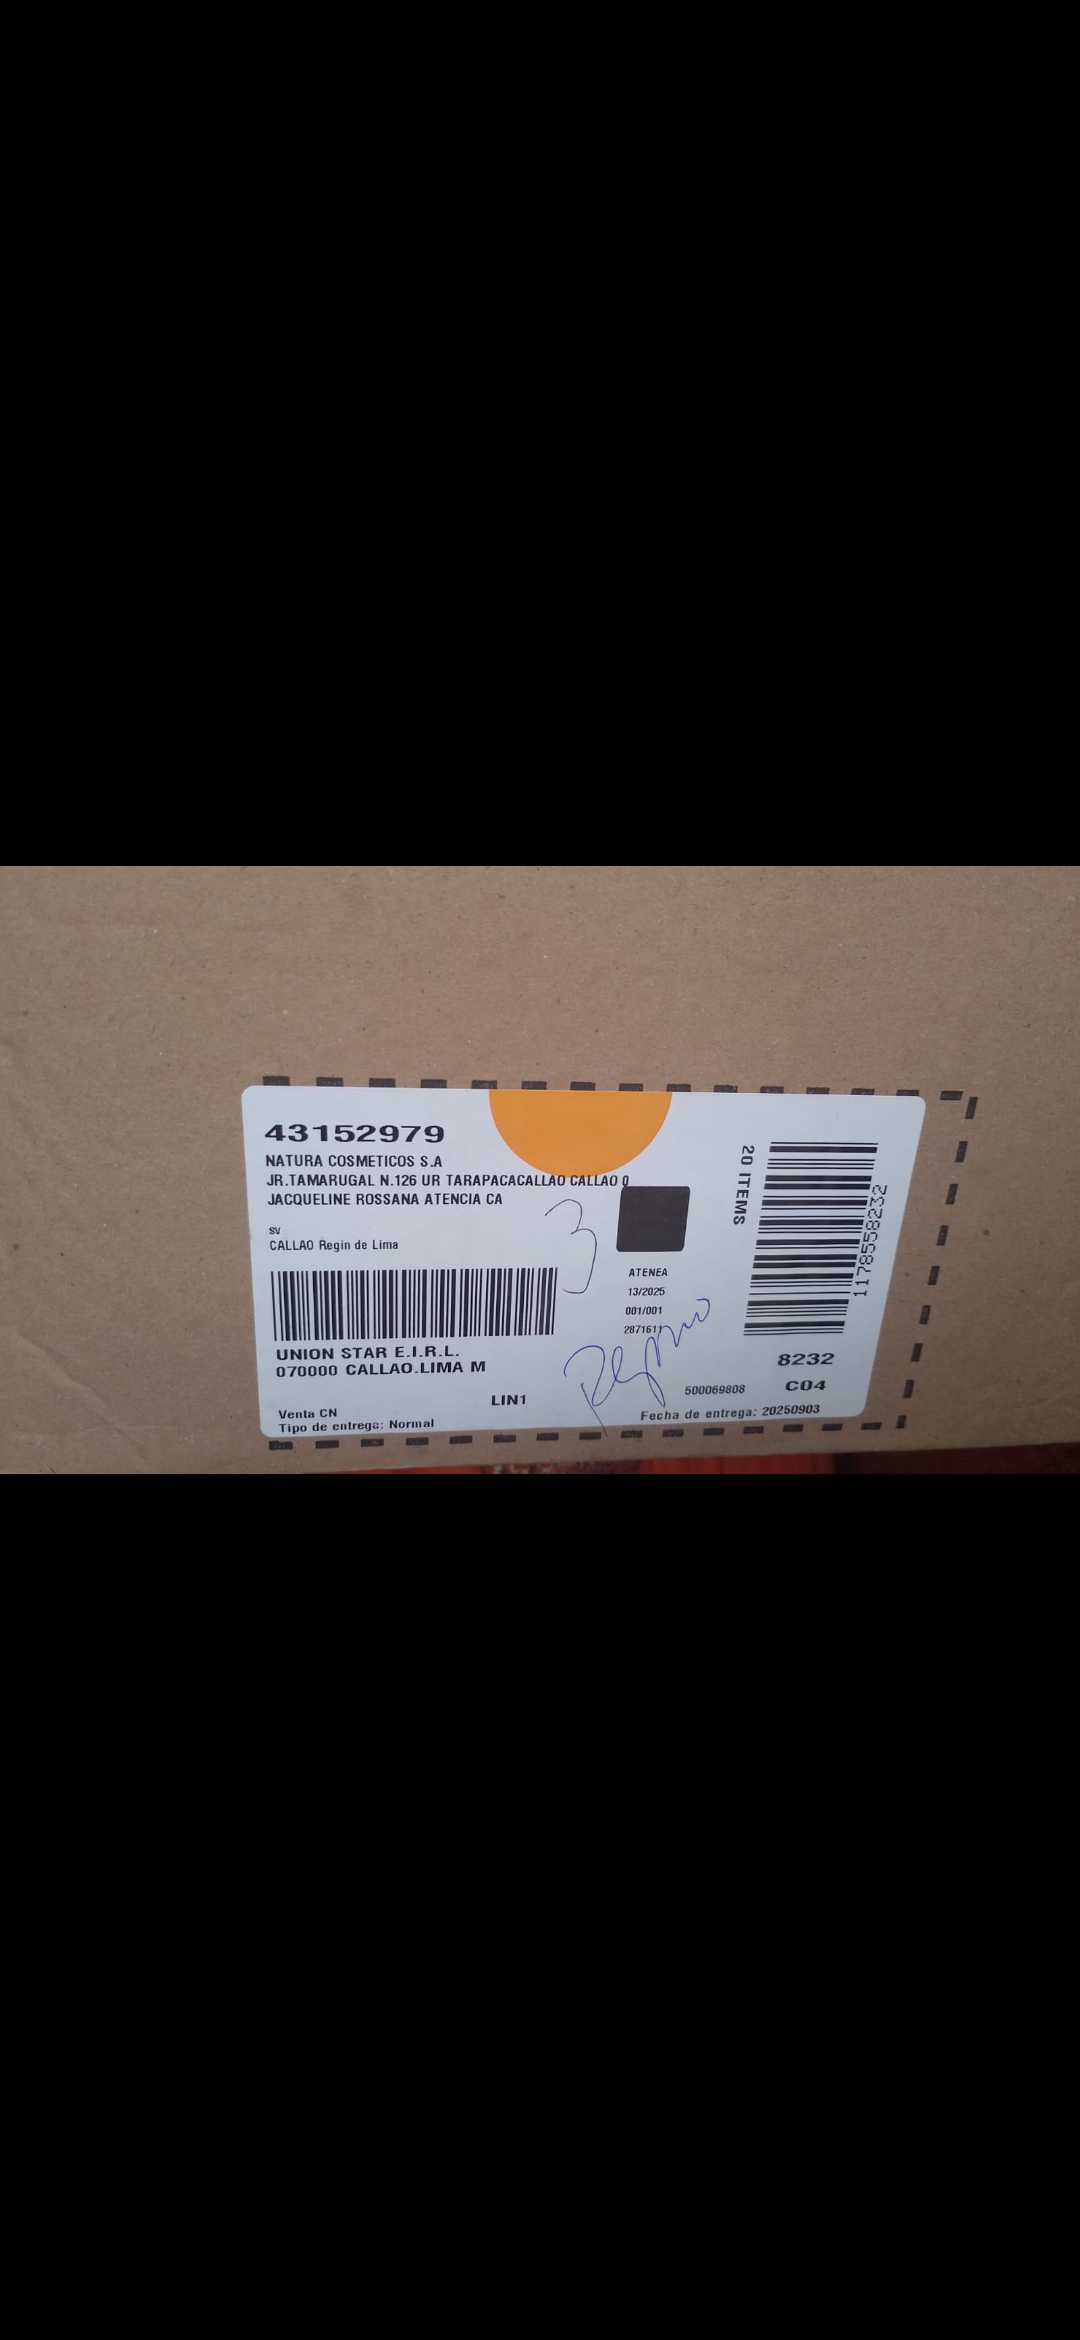 43152979
NATURA COSMETICOS S.A
JR.TAMARUGAL N.126 UR TARAPACACALLAO CALLAO 0
JACQUELINE ROSSANA ATENCIA CA
SV
CALLAO Regin de Lima
3
UNION STAR E.I.R.L.
070000 CALLAO.LIMA M
LIN1
Venta CN
Tipo de entrega: Normal
ATENEA
13/2025
001/001
2871611
20 ITEMS
1178558232
8232
500069808
C04
Fecha de entrega: 20250903